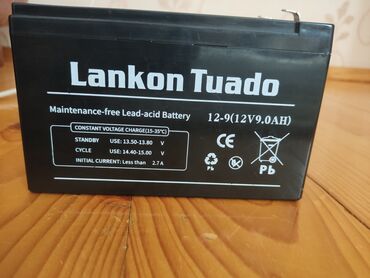 Lankon Tuado
Maintenance-free Lead-acid Battery
12-9(12V9.0AH)
CONSTANT VOLTAGE CHARGE(15-35°C)
STANDBY USE: 13.50-13.80 V
CYCLE USE: 14.40-15.00 V
INITIAL CURRENT: Less than 2.7A
CE
Pb
Pb